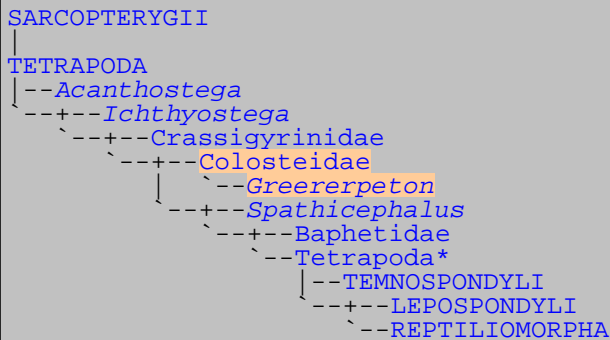 SARCOPTERYGII
|
TETRAPODA
|--Acanthostega
`--+--Ichthyostega
`--+--Crassigyrinidae
`--+--Colosteidae
| `--Greererpeton
`--+--Spathicephalus
`--+--Baphetidae
`--Tetrapoda*
|--TEMNOSPONDYLI
`--+--LEPOSPONDYLI
`--REPTILIOMORPHA